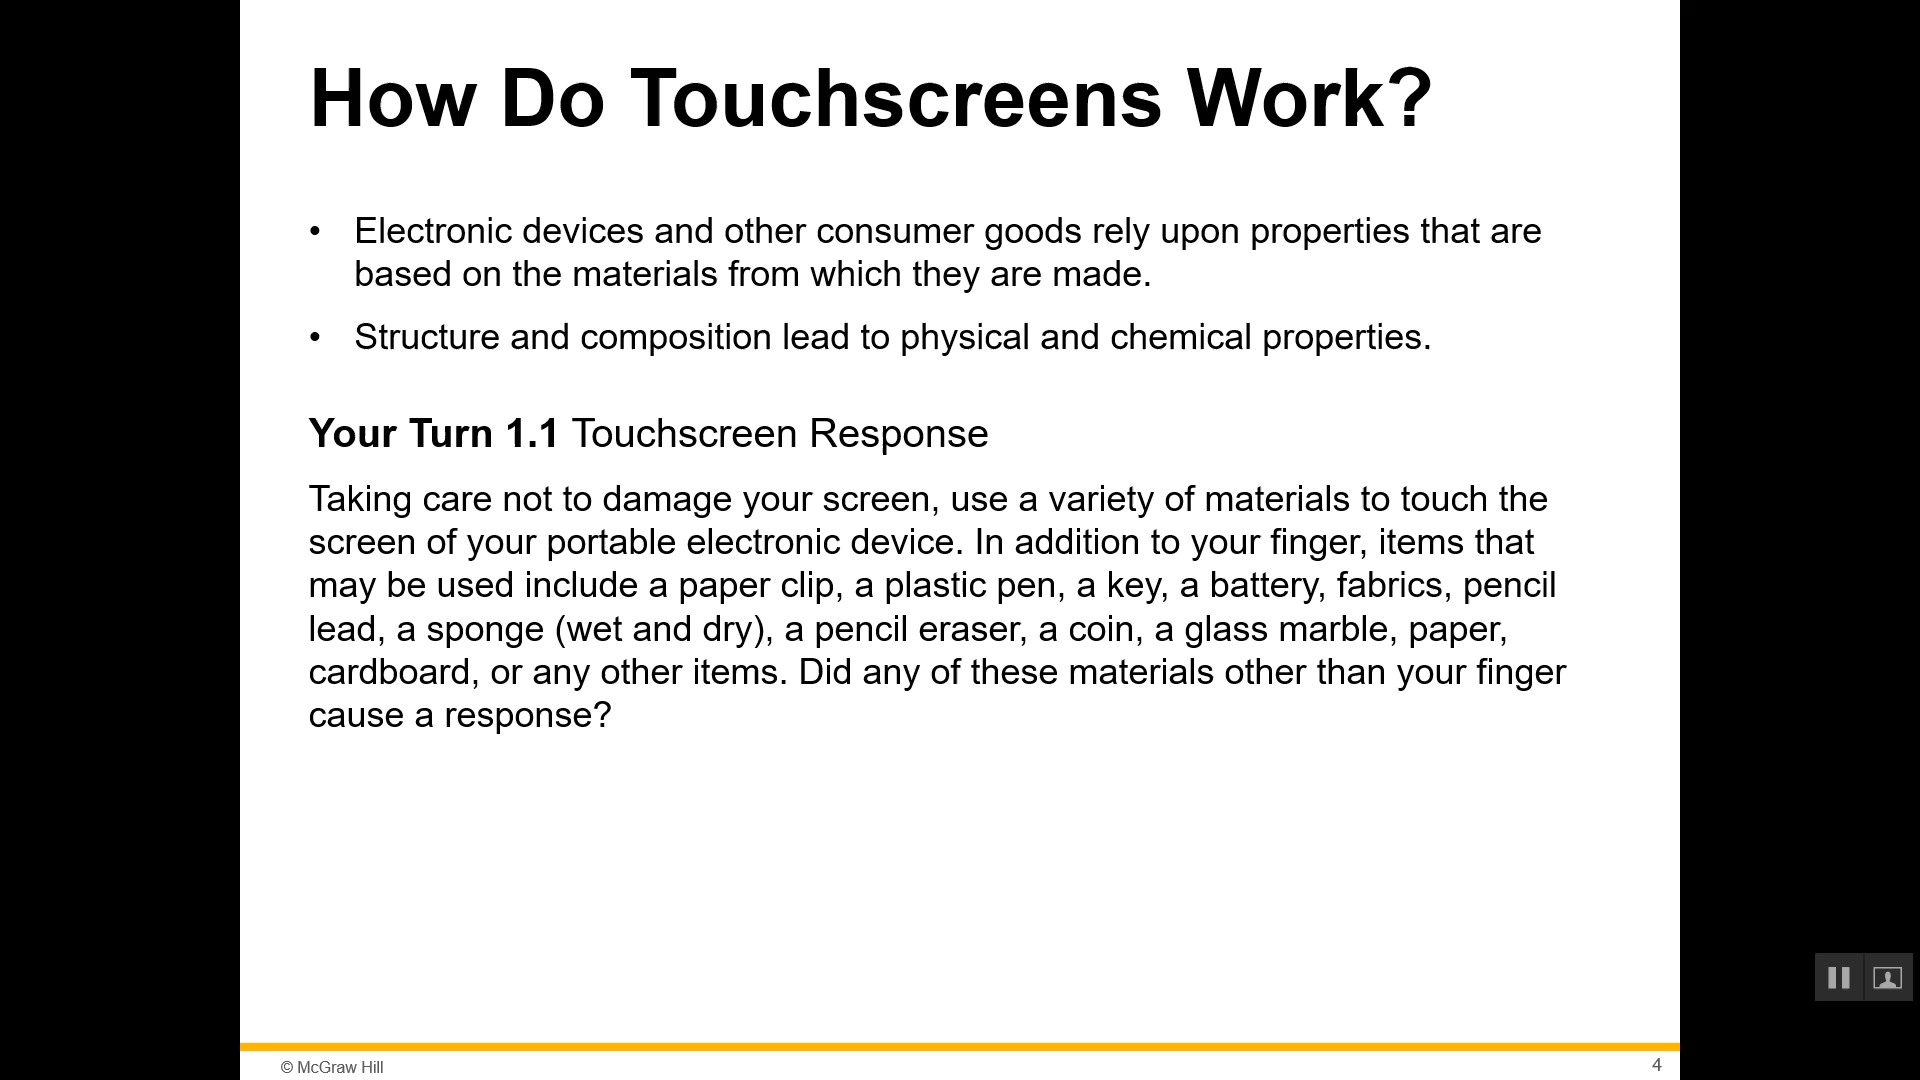 How Do Touchscreens Work?
• Electronic devices and other consumer goods rely upon properties that are
based on the materials from which they are made.
• Structure and composition lead to physical and chemical properties.
Your Turn 1.1 Touchscreen Response
Taking care not to damage your screen, use a variety of materials to touch the
screen of your portable electronic device. In addition to your finger, items that
may be used include a paper clip, a plastic pen, a key, a battery, fabrics, pencil
lead, a sponge (wet and dry), a pencil eraser, a coin, a glass marble, paper,
cardboard, or any other items. Did any of these materials other than your finger
cause a response?
© McGraw Hill
4